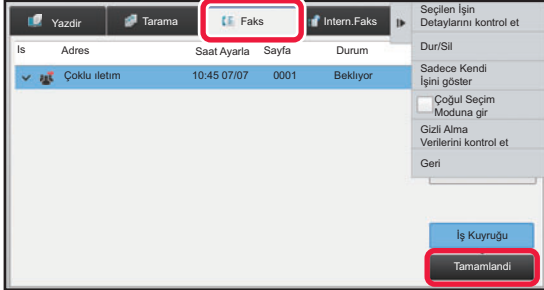 Yazdir
Tarama
Faks
Intern.Faks
Is Adres Saat Ayarla Sayfa Durum
Çoklu ıletım 10:45 07/07 0001 Beklıyor
Seçilen İşin
Detaylarını kontrol et
Dur/Sil
Sadece Kendi
İşini göster
Çoğul Seçim
Moduna gir
Gizli Alma
Verilerini kontrol et
Geri
İş Kuyruğu
Tamamlandi